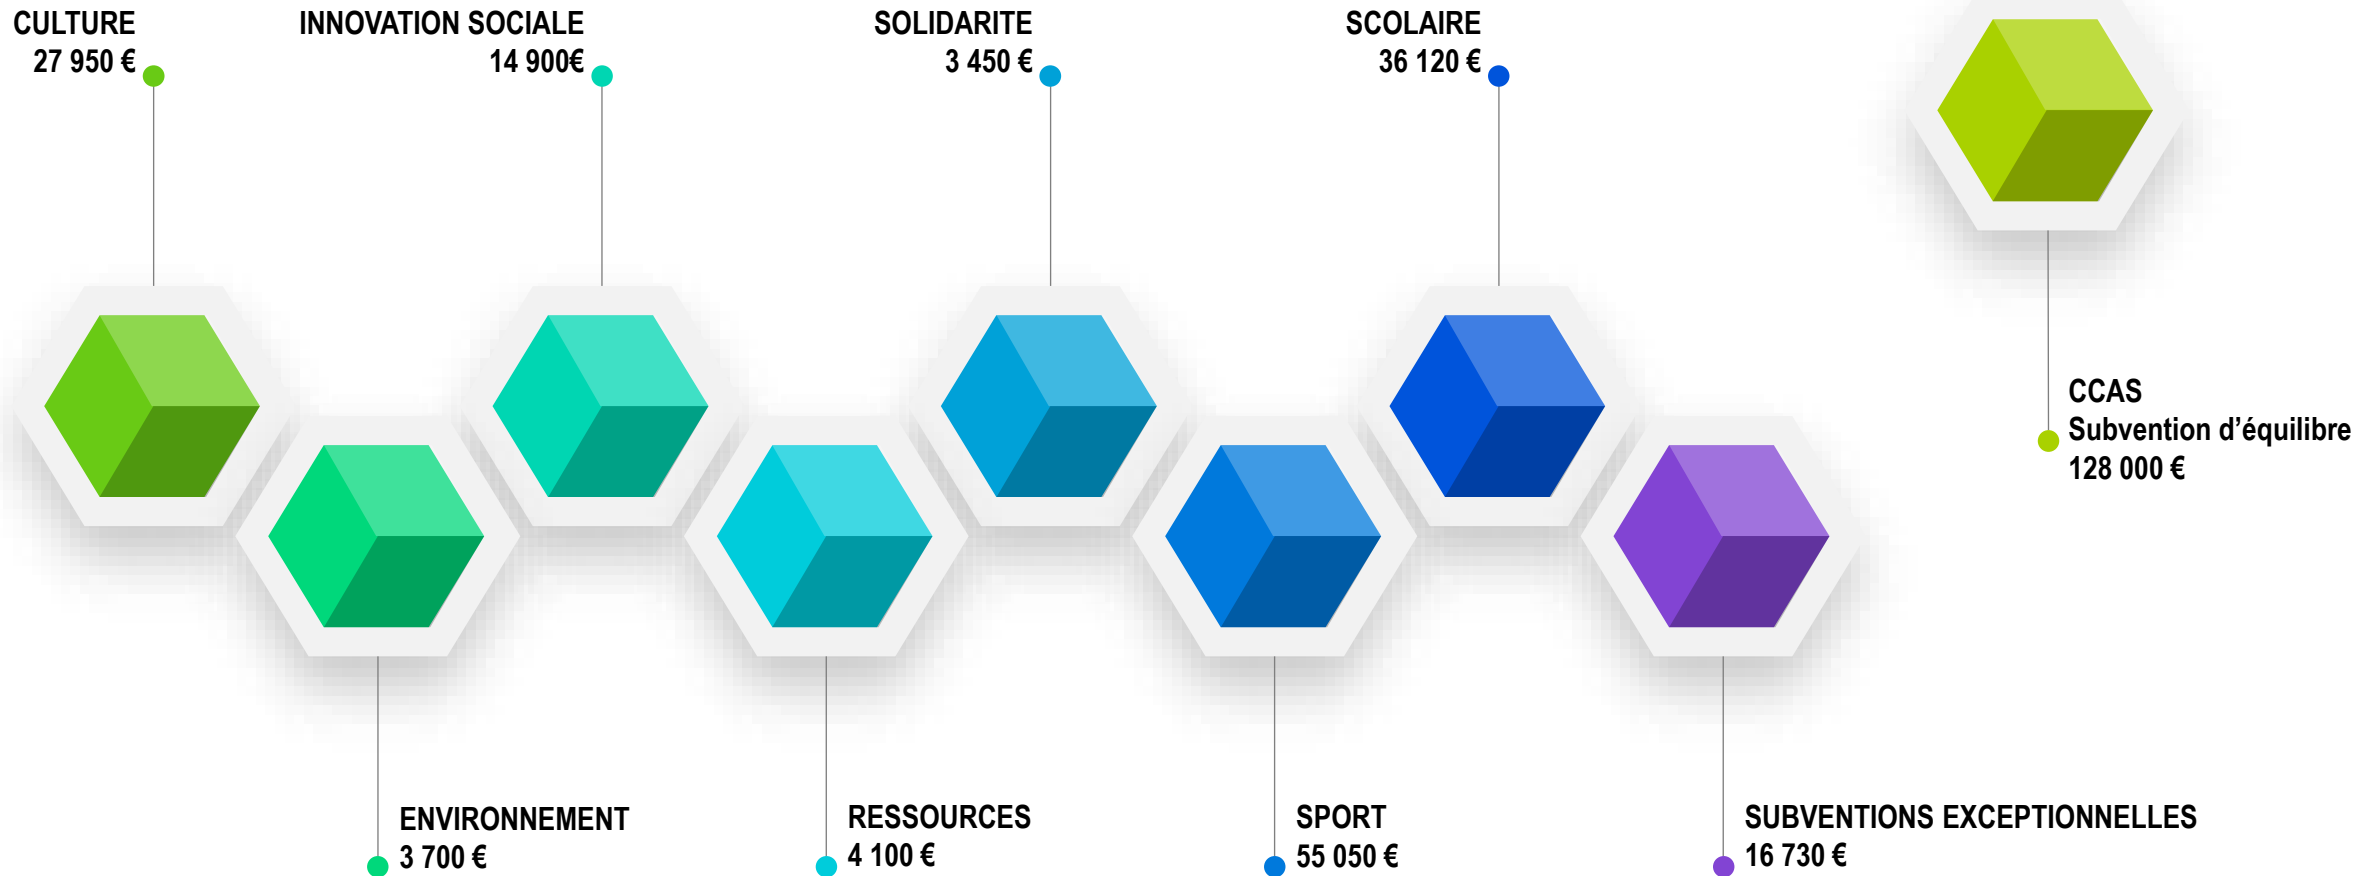 CULTURE
27 950 €
INNOVATION SOCIALE
14 900€
SOLIDARITE
3 450 €
SCOLAIRE
36 120 €
CCAS
Subvention d’équilibre
128 000 €
ENVIRONNEMENT
3 700 €
RESSOURCES
4 100 €
SPORT
55 050 €
SUBVENTIONS EXCEPTIONNELLES
16 730 €